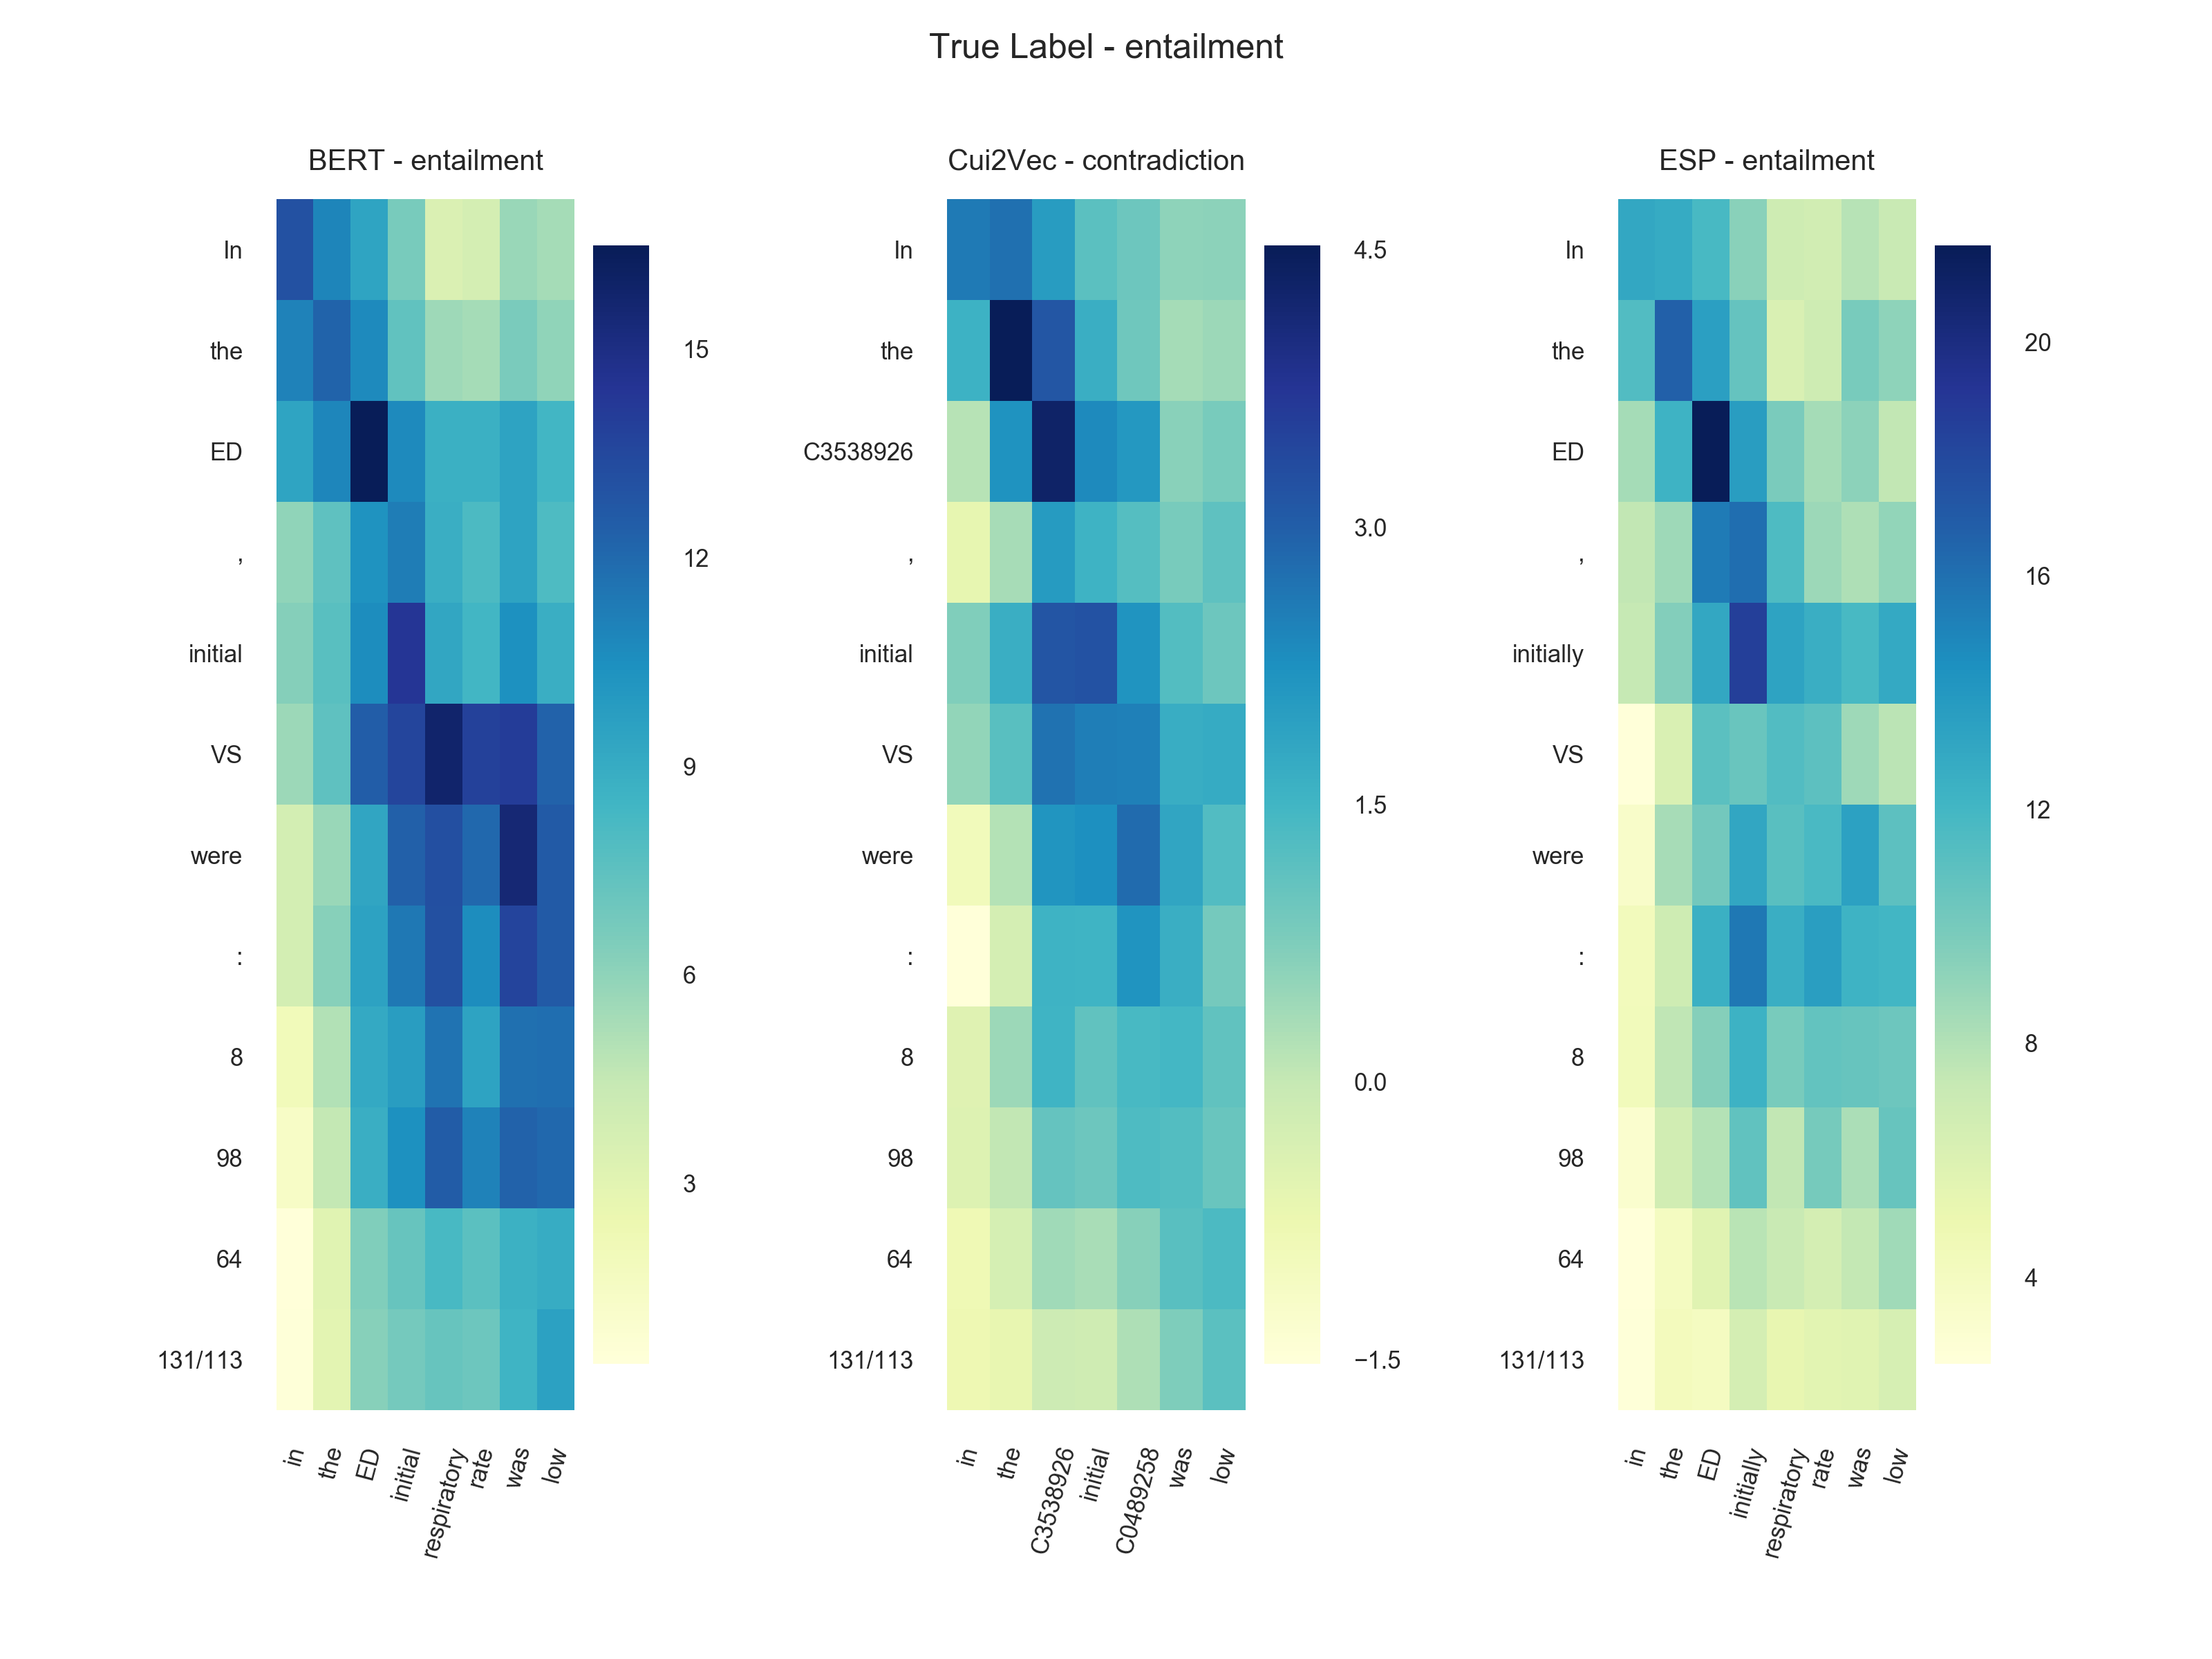 True Label - entailment
BERT - entailment
In
the
ED
,
initial
VS
were
:
8
98
64
131/113
in
the
ED
initial
respiratory
rate
was
low
15
12
9
6
3
Cui2Vec - contradiction
In
the
C3538926
,
initial
VS
were
:
8
98
64
131/113
in
the
C3538926
initial
C0489258
was
low
4.5
3.0
1.5
0.0
−1.5
ESP - entailment
In
the
ED
,
initially
VS
were
:
8
98
64
131/113
in
the
ED
initially
respiratory
rate
was
low
20
16
12
8
4